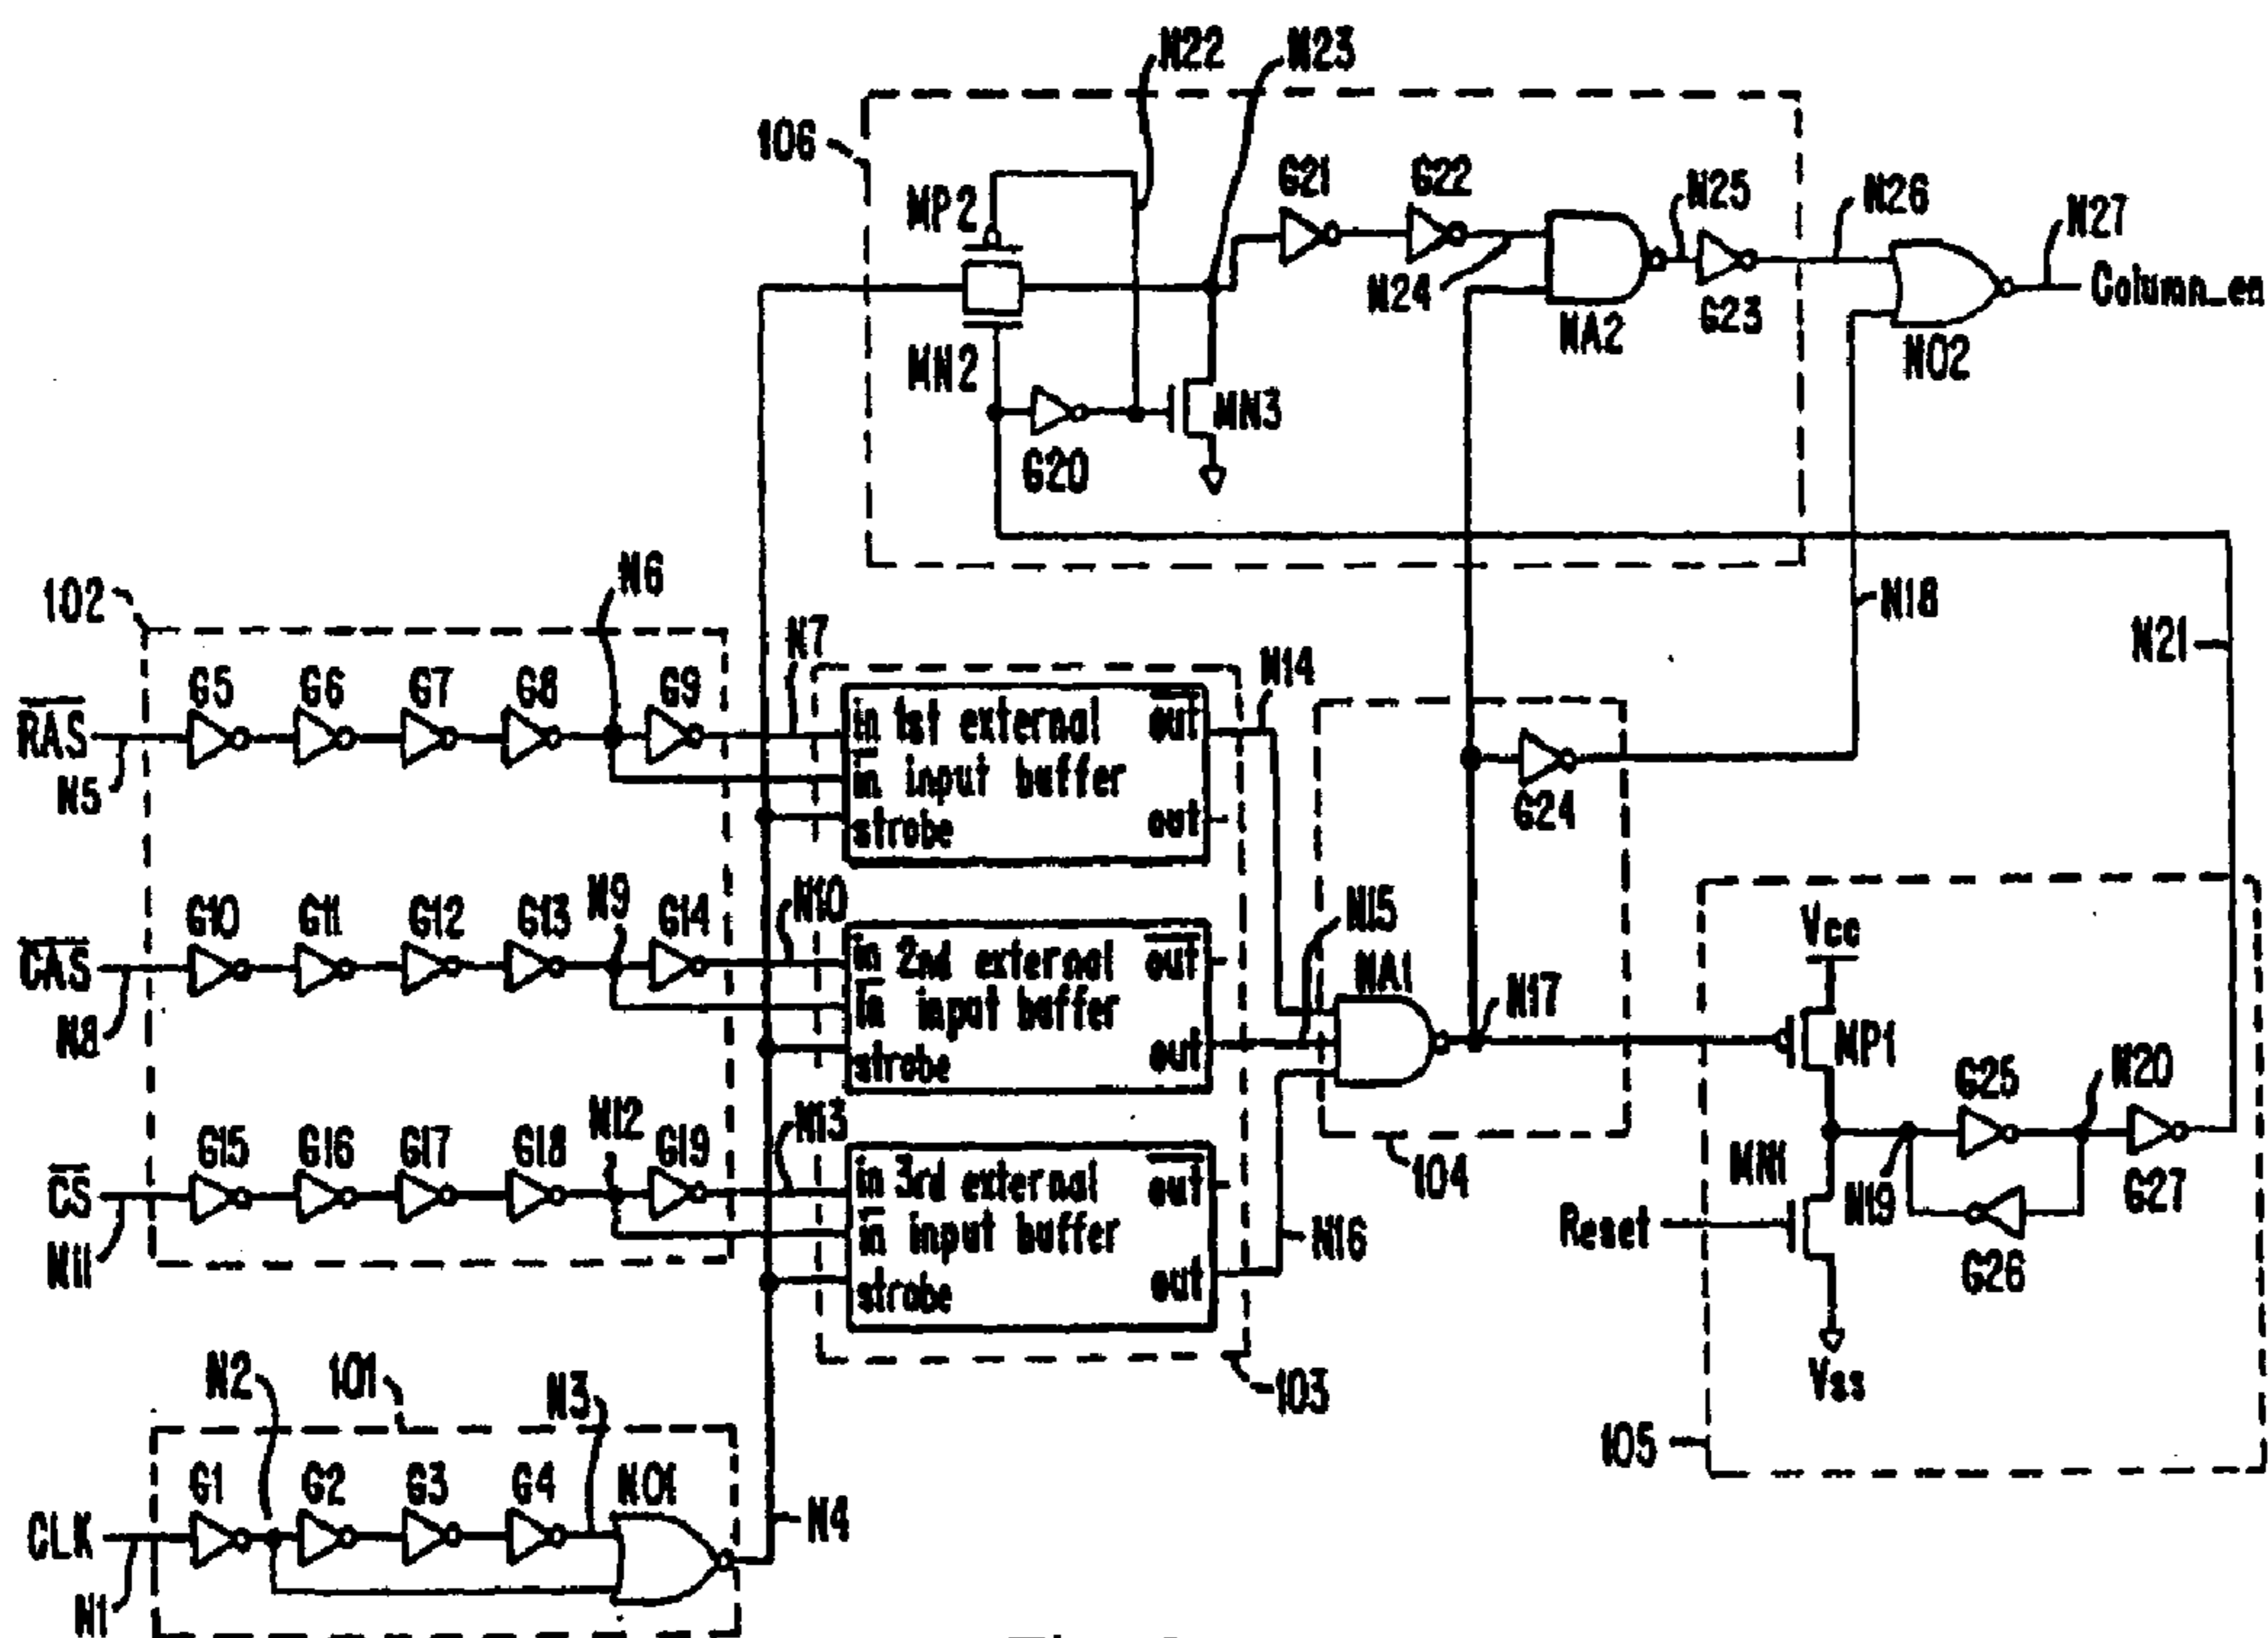 N22
N23
106
MP2
G21
G22
N25
N26
N27
N24
Column_en
MN2
NA2
G23
NO2
MN3
G20
102
N6
N7
N14
N18
N21
G5
G6
G7
G8
G9
RAS
N5
in 1st external out
in input buffer
strobe out
G24
G10
G11
G12
G13
N9
G14
N10
N15
Vcc
CAS
N8
in 2nd external out
in input buffer
strobe out
NA1
N17
MP1
G25
N20
G15
G16
G17
G18
N12
G19
N13
104
CS
N11
in 3rd external out
in input buffer
strobe out
N16
MN1
N19
G27
Reset
G26
N2
101
N3
103
Vss
105
G1
G2
G3
G4
NO1
CLK
N4
N1